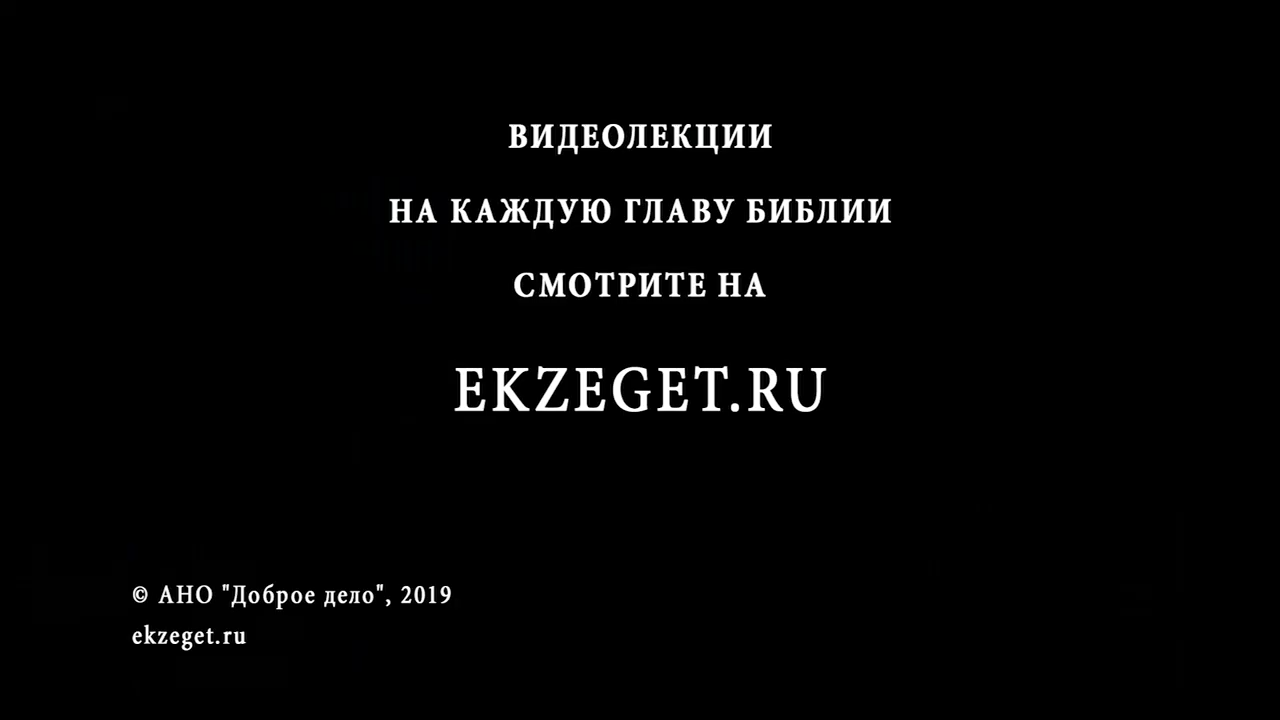 ВИДЕОЛЕКЦИИ
НА КАЖДУЮ ГЛАВУ БИБЛИИ
СМОТРИТЕ НА
EKZEGET.RU
© АНО "Доброе дело", 2019
ekzeget.ru